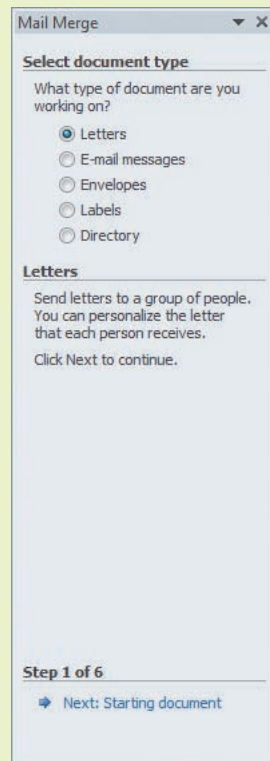 Mail Merge
Select document type
What type of document are you
working on?
Letters
E-mail messages
Envelopes
Labels
Directory
Letters
Send letters to a group of people.
You can personalize the letter
that each person receives.
Click Next to continue.
Step 1 of 6
Next: Starting document